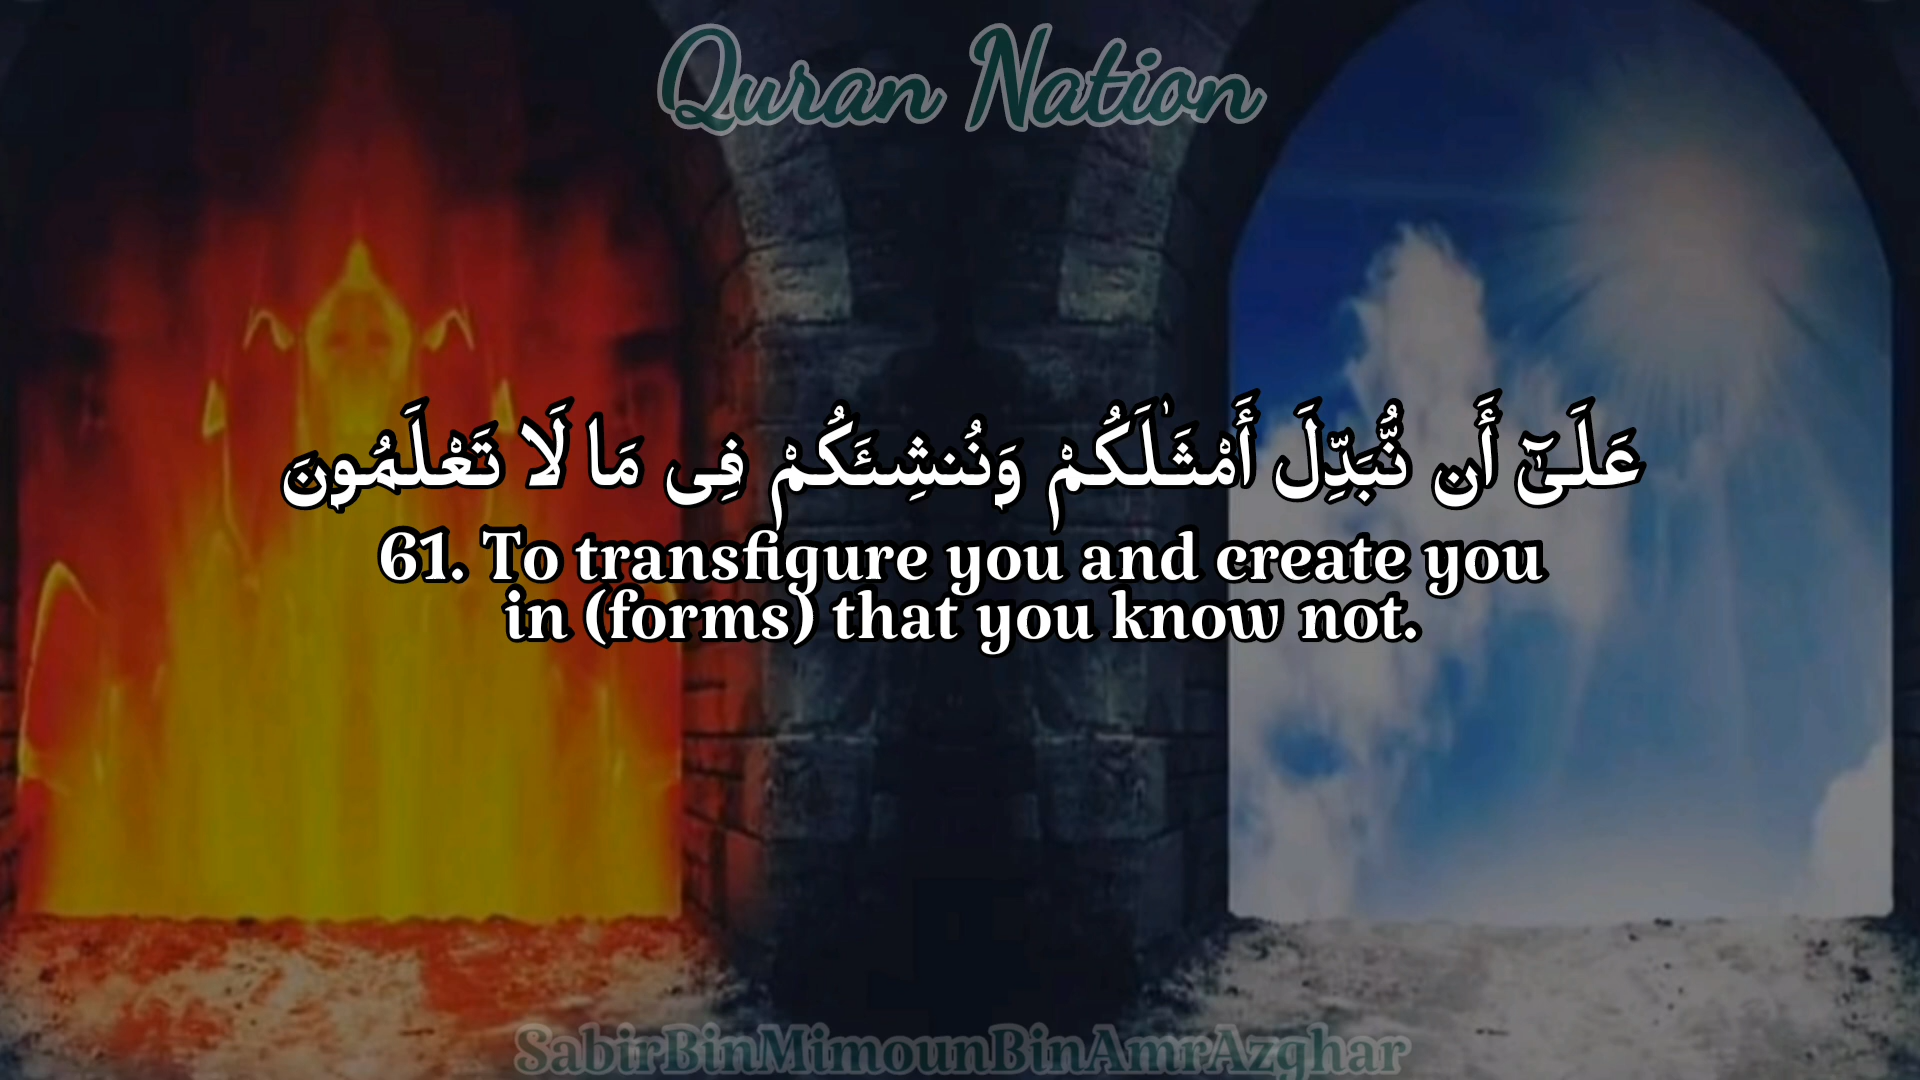 Quran Nation
عَلَىٰٓ أَن نُّبَدِّلَ أَمْثَـٰلَكُمْ وَنُنشِئَكُمْ فِى مَا لَا تَعْلَمُونَ
61. To transfigure you and create you
in (forms) that you know not.
SabirBinMimounBinAmrAzghar